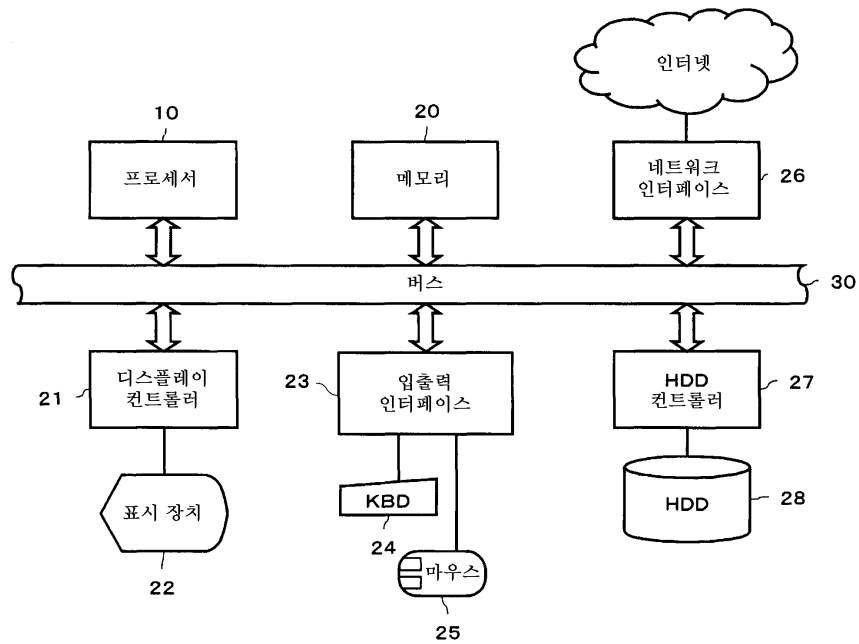 인터넷
10
프로세서
20
메모리
네트워크
인터페이스
26
버스
30
21
디스플레이
컨트롤러
23
입출력
인터페이스
HDD
컨트롤러
27
표시 장치
22
KBD
24
마우스
25
HDD
28